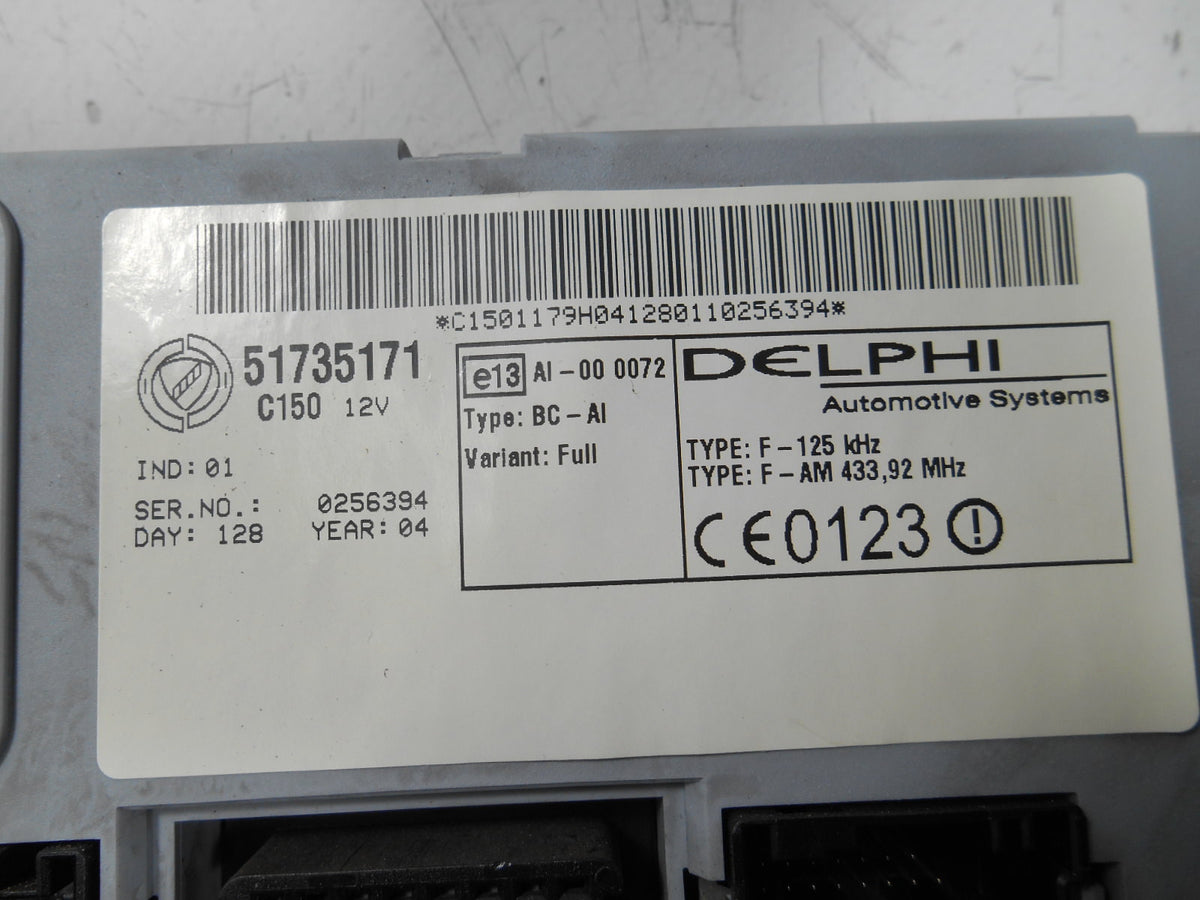 *C1501179H041280110256394*
51735171
C150 12V
IND: 01
SER.NO.: 0256394
DAY: 128 YEAR: 04
e13 AI-00 0072
Type: BC-AI
Variant: Full
DELPHI
Automotive Systems
TYPE: F-125 kHz
TYPE: F-AM 433,92 MHz
CE0123